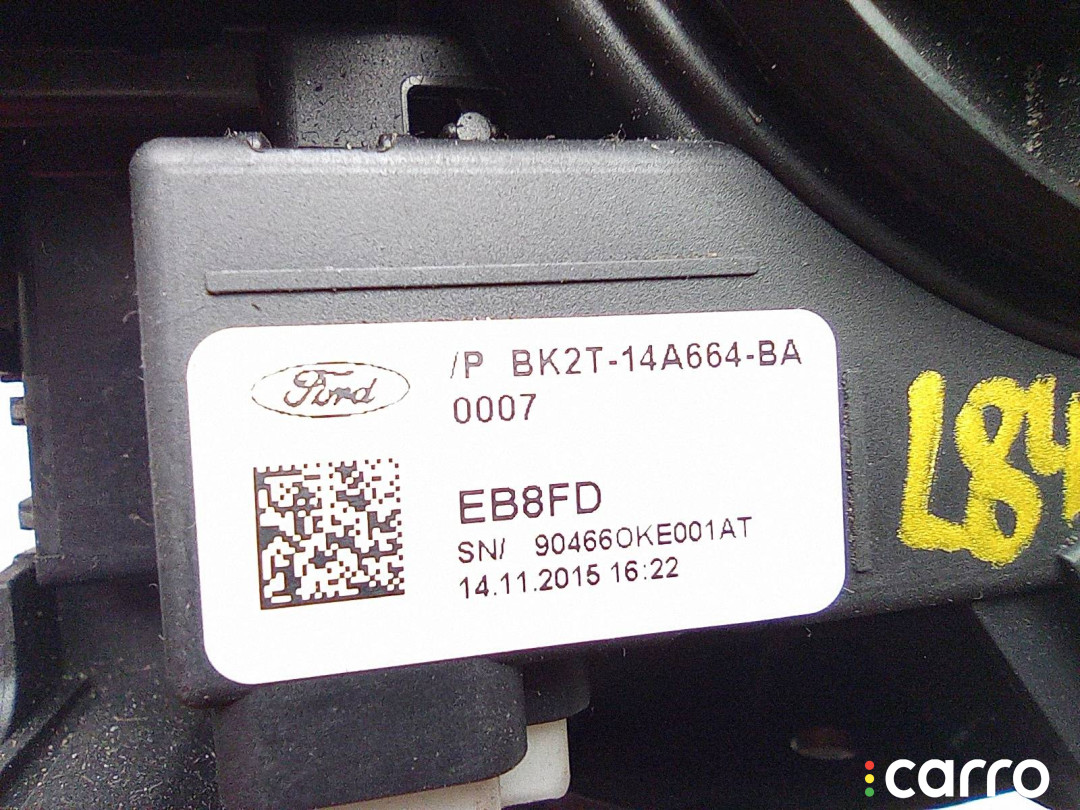 Ford
/P BK2T-14A664-BA
0007
EB8FD
SN/ 90466OKE001AT
14.11.2015 16:22
L84
carro